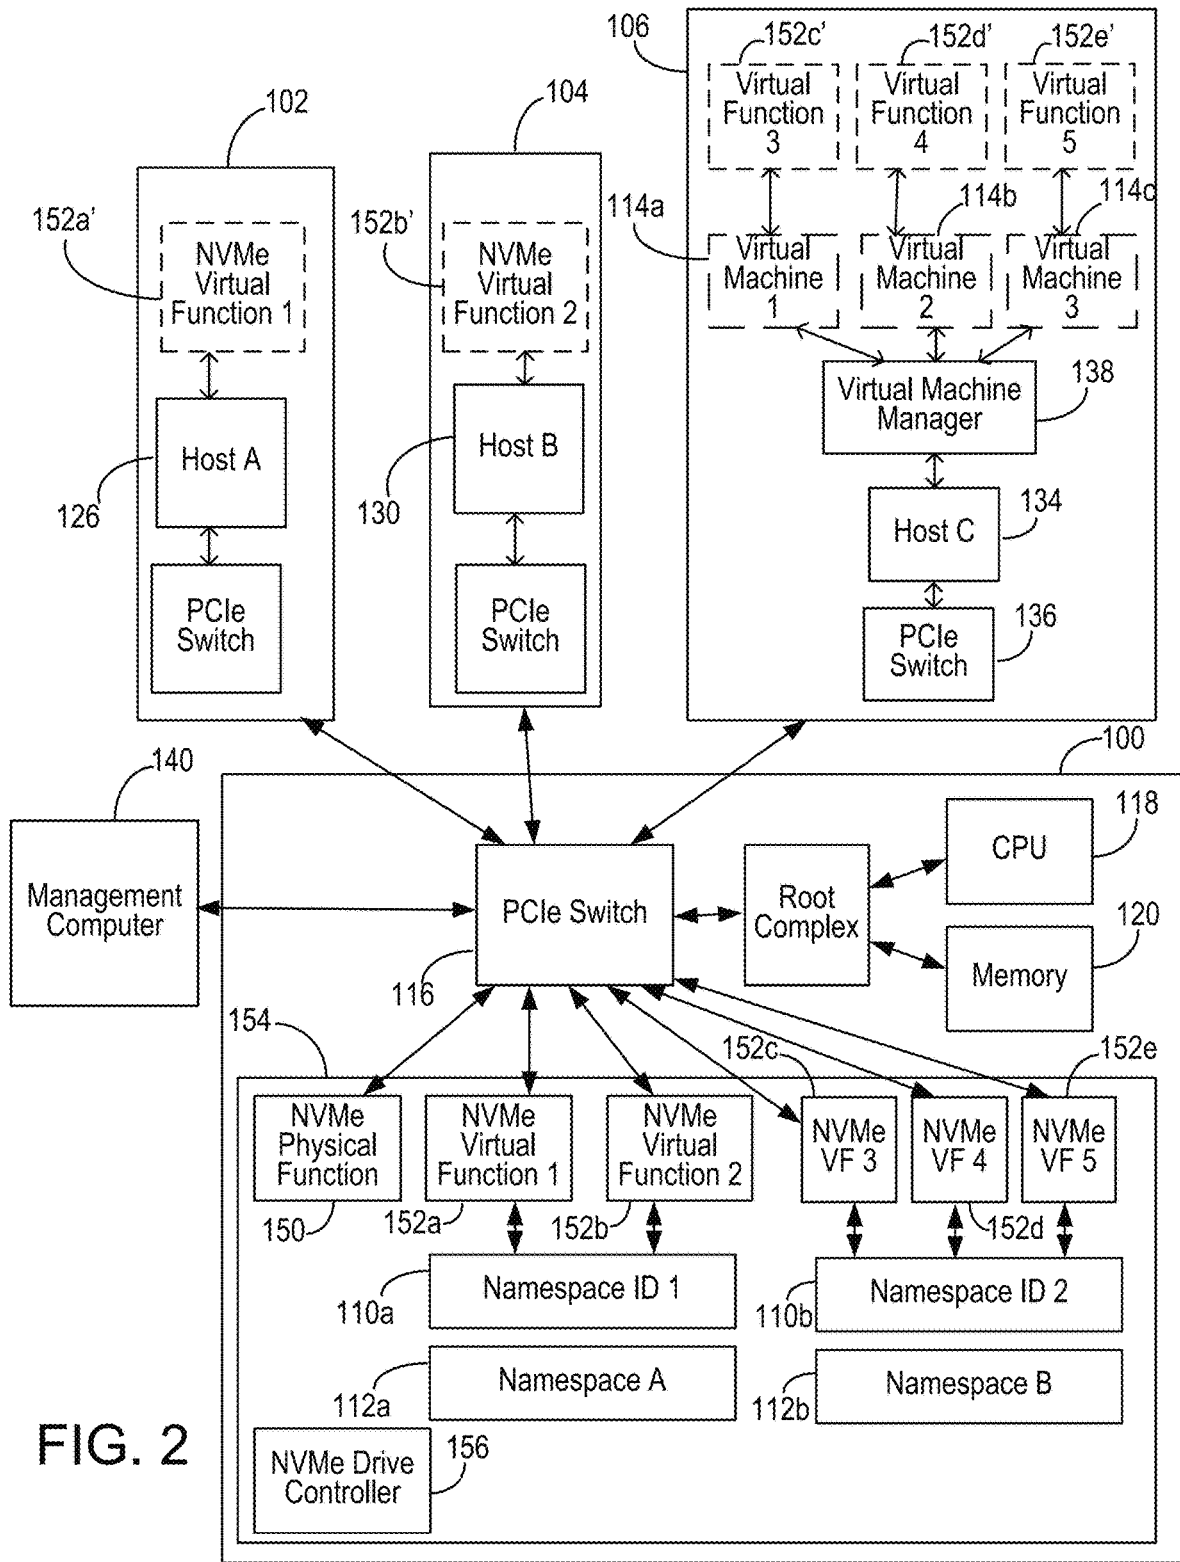 106
152c’
152d’
152e’
Virtual
Function
3
Virtual
Function
4
Virtual
Function
5
102
104
152a’
NVMe
Virtual
Function 1
152b’
NVMe
Virtual
Function 2
114a
114b
114c
Virtual
Machine
1
Virtual
Machine
2
Virtual
Machine
3
Virtual Machine
Manager
138
Host A
126
Host B
130
Host C
134
PCIe
Switch
PCIe
Switch
PCIe
Switch
136
100
140
Management
Computer
PCIe Switch
116
Root
Complex
CPU
118
Memory
120
154
152c
152e
NVMe
Physical
Function
150
NVMe
Virtual
Function 1
152a
NVMe
Virtual
Function 2
152b
NVMe
VF 3
NVMe
VF 4
152d
NVMe
VF 5
Namespace ID 1
110a
Namespace ID 2
110b
Namespace A
112a
Namespace B
112b
FIG. 2
NVMe Drive
Controller
156